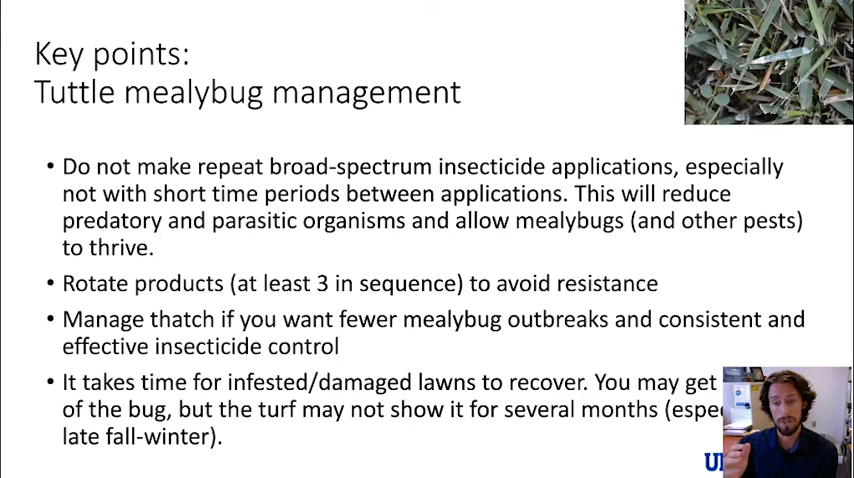 Key points:
Tuttle mealybug management
• Do not make repeat broad-spectrum insecticide applications, especially
not with short time periods between applications. This will reduce
predatory and parasitic organisms and allow mealybugs (and other pests)
to thrive.
• Rotate products (at least 3 in sequence) to avoid resistance
• Manage thatch if you want fewer mealybug outbreaks and consistent and
effective insecticide control
• It takes time for infested/damaged lawns to recover. You may get
of the bug, but the turf may not show it for several months
late fall-winter).